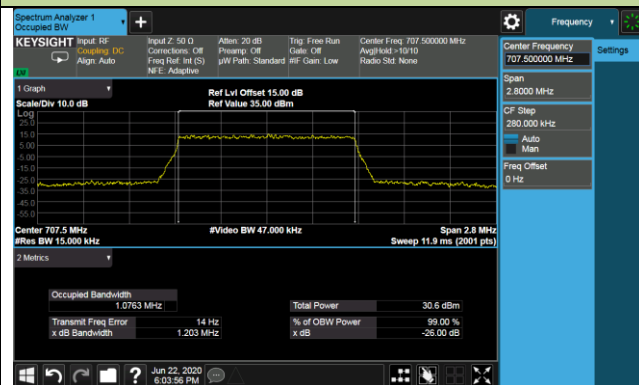 Spectrum Analyzer 1
Occupied BW
Frequency
KEYSIGHT
Input: RF
Coupling: DC
Align: Auto
Input Z: 50 Ω
Corrections: Off
Freq Ref: Int (S)
NFE: Adaptive
Atten: 20 dB
Preamp: Off
µW Path: Standard
Trig: Free Run
Gate: Off
#IF Gain: Low
Center Freq: 707.500000 MHz
Avg|Hold:>10/10
Radio Std: None
Center Frequency
707.500000 MHz
Settings
Span
2.8000 MHz
CF Step
280.000 kHz
Auto
Man
Freq Offset
0 Hz
1 Graph
Scale/Div 10.0 dB
Ref Lvl Offset 15.00 dB
Ref Value 35.00 dBm
Log
25.0
15.0
5.00
-5.00
-15.0
-25.0
-35.0
-45.0
-55.0
Center 707.5 MHz
#Video BW 47.000 kHz
Span 2.8 MHz
#Res BW 15.000 kHz
Sweep 11.9 ms (2001 pts)
2 Metrics
Occupied Bandwidth
1.0763 MHz
Total Power 30.6 dBm
Transmit Freq Error 14 Hz
% of OBW Power 99.00 %
x dB Bandwidth 1.203 MHz
x dB -26.00 dB
Jun 22, 2020
6:03:56 PM